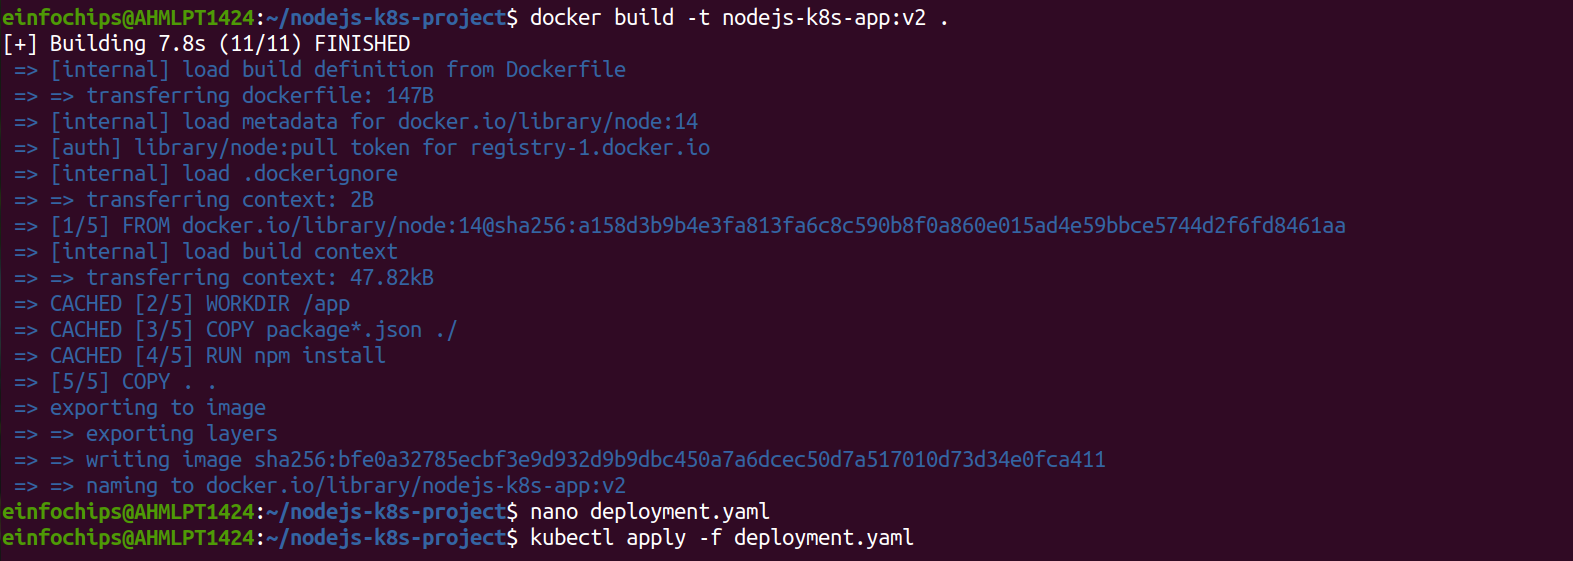 einfochips@AHMLPT1424:~/nodejs-k8s-project$ docker build -t nodejs-k8s-app:v2 .
[+] Building 7.8s (11/11) FINISHED
 => [internal] load build definition from Dockerfile
 => => transferring dockerfile: 147B
 => [internal] load metadata for docker.io/library/node:14
 => [auth] library/node:pull token for registry-1.docker.io
 => [internal] load .dockerignore
 => => transferring context: 2B
 => [1/5] FROM docker.io/library/node:14@sha256:a158d3b9b4e3fa813fa6c8c590b8f0a860e015ad4e59bbce5744d2f6fd8461aa
 => [internal] load build context
 => => transferring context: 47.82kB
 => CACHED [2/5] WORKDIR /app
 => CACHED [3/5] COPY package*.json ./
 => CACHED [4/5] RUN npm install
 => [5/5] COPY . .
 => exporting to image
 => => exporting layers
 => => writing image sha256:bfe0a32785ecbf3e9d932d9b9dbc450a7a6dcec50d7a517010d73d34e0fca411
 => => naming to docker.io/library/nodejs-k8s-app:v2
einfochips@AHMLPT1424:~/nodejs-k8s-project$ nano deployment.yaml
einfochips@AHMLPT1424:~/nodejs-k8s-project$ kubectl apply -f deployment.yaml